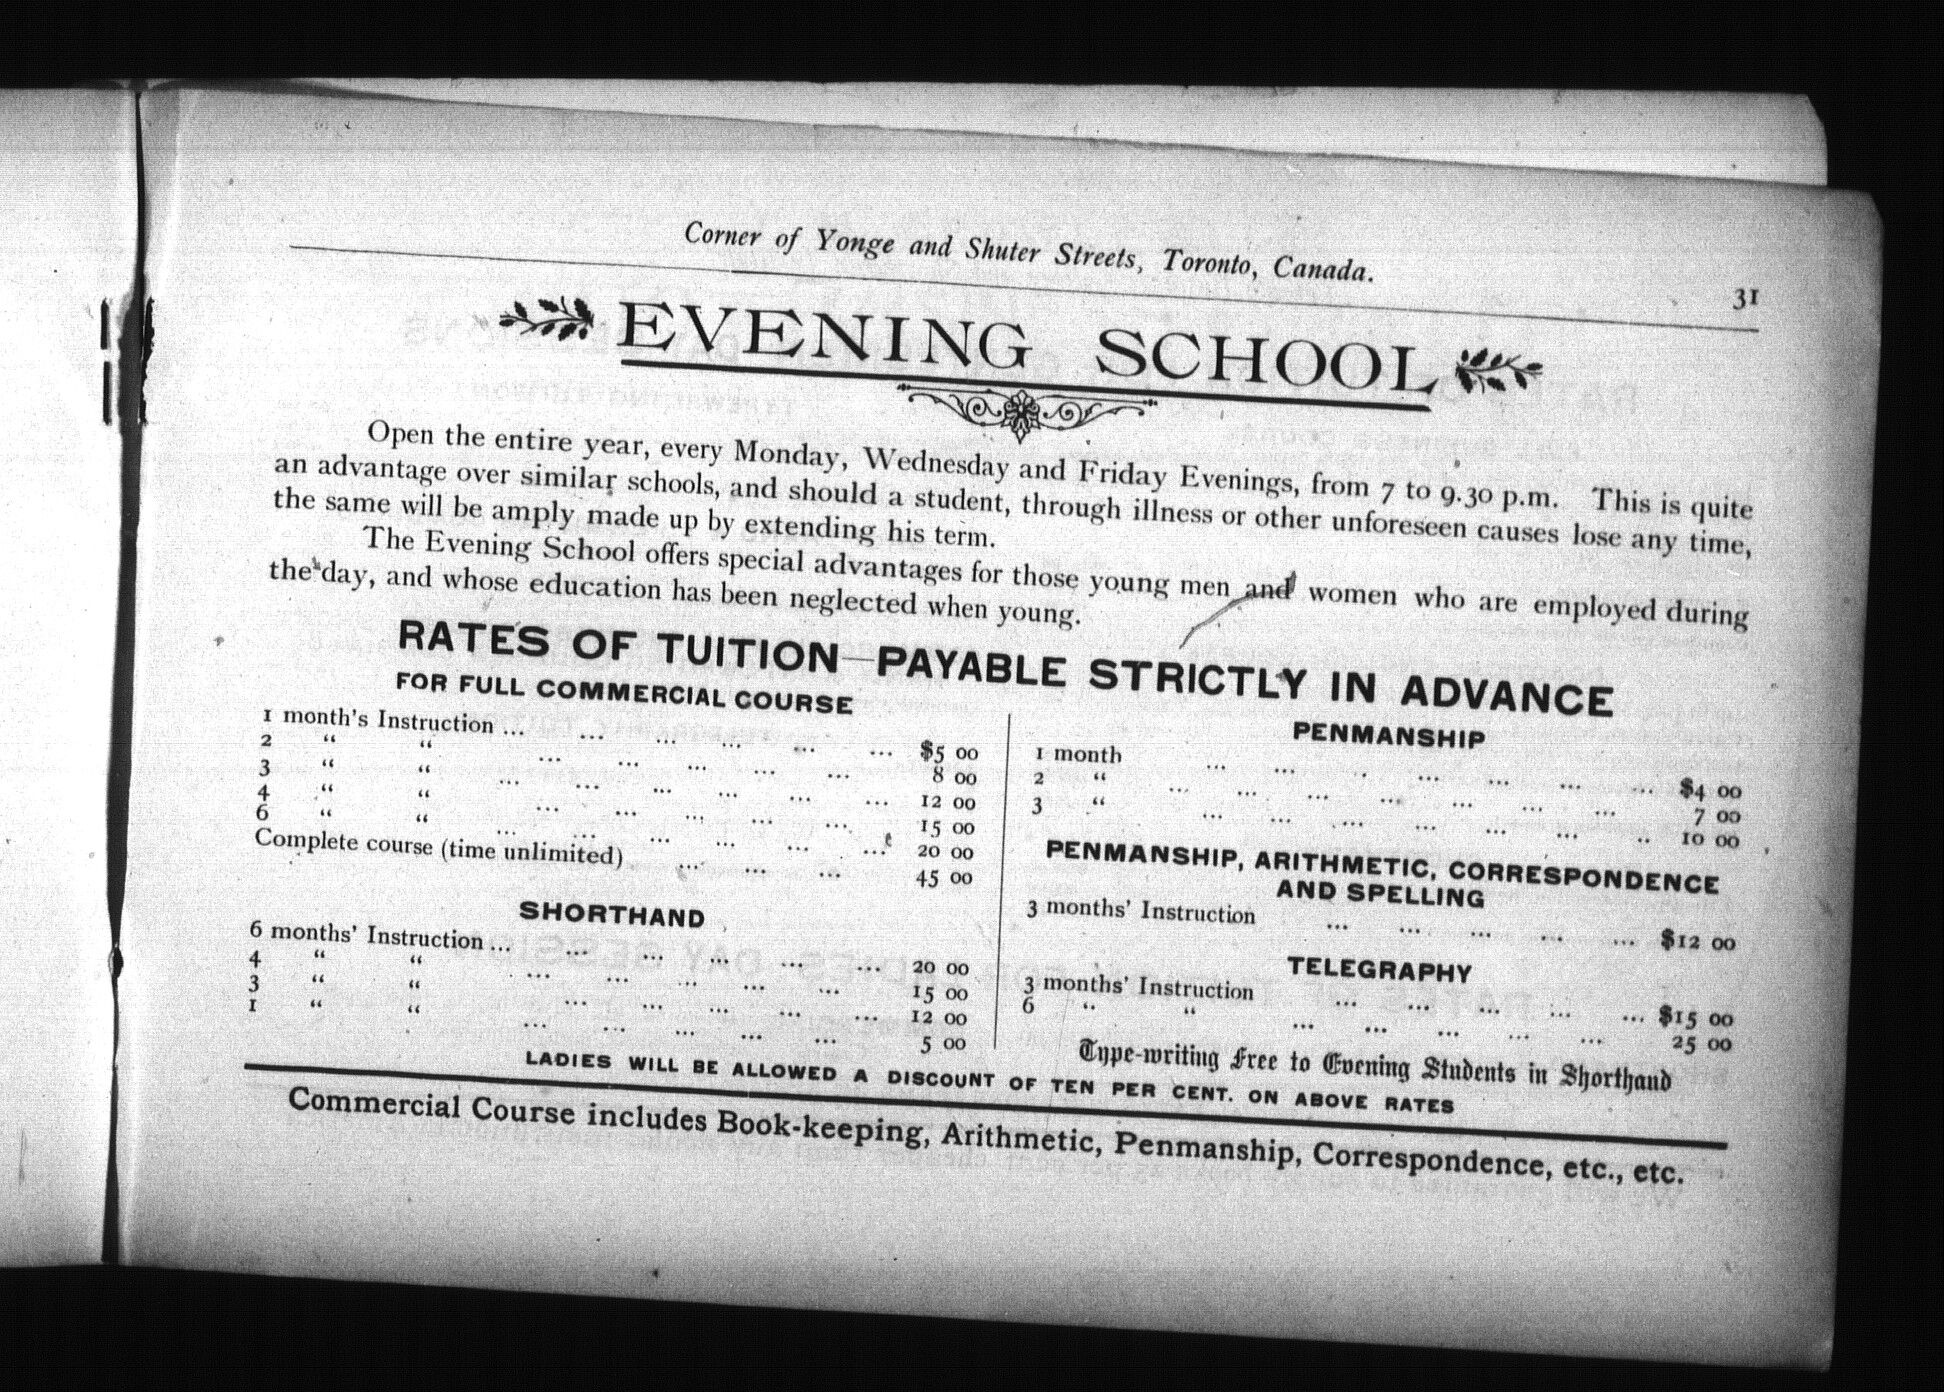 Corner of Yonge and Shuter Streets, Toronto, Canada.
31
EVENING SCHOOL
Open the entire year, every Monday, Wednesday and Friday Evenings, from 7 to 9.30 p.m. This is quite
an advantage over similar schools, and should a student, through illness or other unforeseen causes lose any time,
the same will be amply made up by extending his term.
The Evening School offers special advantages for those young men and women who are employed during
the day, and whose education has been neglected when young.
RATES OF TUITION—PAYABLE STRICTLY IN ADVANCE
FOR FULL COMMERCIAL COURSE
1 month's Instruction ... ... ... ... ... ... $5 00
2 “ “ ... ... ... ... ... 8 00
3 “ “ ... ... ... ... ... ... 12 00
4 “ “ ... ... ... ... ... 15 00
6 “ “ ... ... ... ... ... ... 20 00
Complete course (time unlimited) ... ... ... 45 00
SHORTHAND
6 months' Instruction ... ... ... ... ... ... 20 00
4 “ “ ... ... ... ... ... 15 00
3 “ “ ... ... ... ... ... 12 00
1 “ “ ... ... ... ... ... 5 00
PENMANSHIP
1 month ... ... ... ... ... ... ... $4 00
2 “ ... ... ... ... ... ... ... 7 00
3 “ ... ... ... ... ... ... .. 10 00
PENMANSHIP, ARITHMETIC, CORRESPONDENCE
AND SPELLING
3 months' Instruction ... ... ... ... ... $12 00
TELEGRAPHY
3 months' Instruction ... ... ... ... ... $15 00
6 “ “ ... ... ... ... ... 25 00
Type-writing Free to Evening Students in Shorthand
LADIES WILL BE ALLOWED A DISCOUNT OF TEN PER CENT. ON ABOVE RATES
Commercial Course includes Book-keeping, Arithmetic, Penmanship, Correspondence, etc., etc.